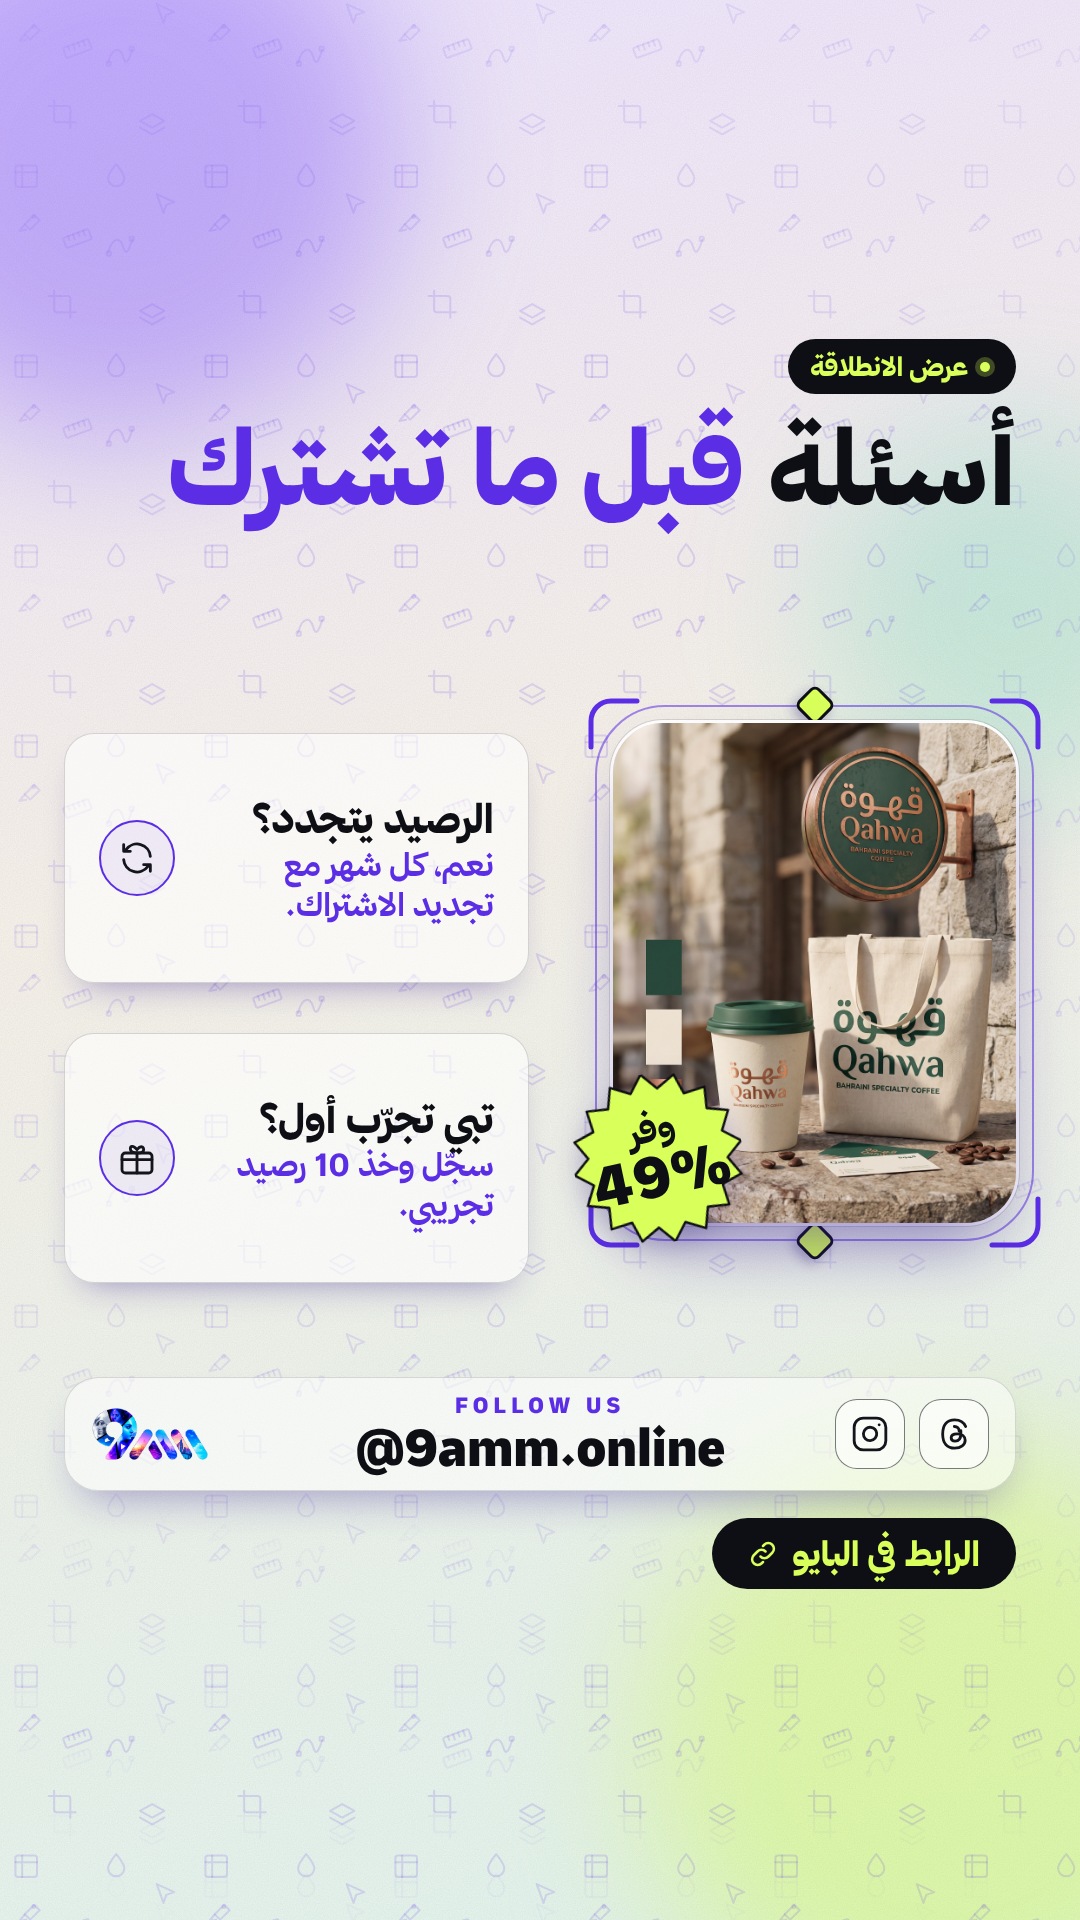 عرض الانطلاقة
أسئلة قبل ما تشترك
قهوة
Qahwa
BAHRAINI SPECIALTY
COFFEE
قهوة
Qahwa
BAHRAINI SPECIALTY COFFEE
قهوة
Qahwa
وفر
49%
الرصيد يتجدد؟
نعم، كل شهر مع
تجديد الاشتراك.
تبي تجرّب أول؟
سجّل وخذ 10 رصيد
تجريبي.
FOLLOW US
@9amm.online
9amm
الرابط في البايو